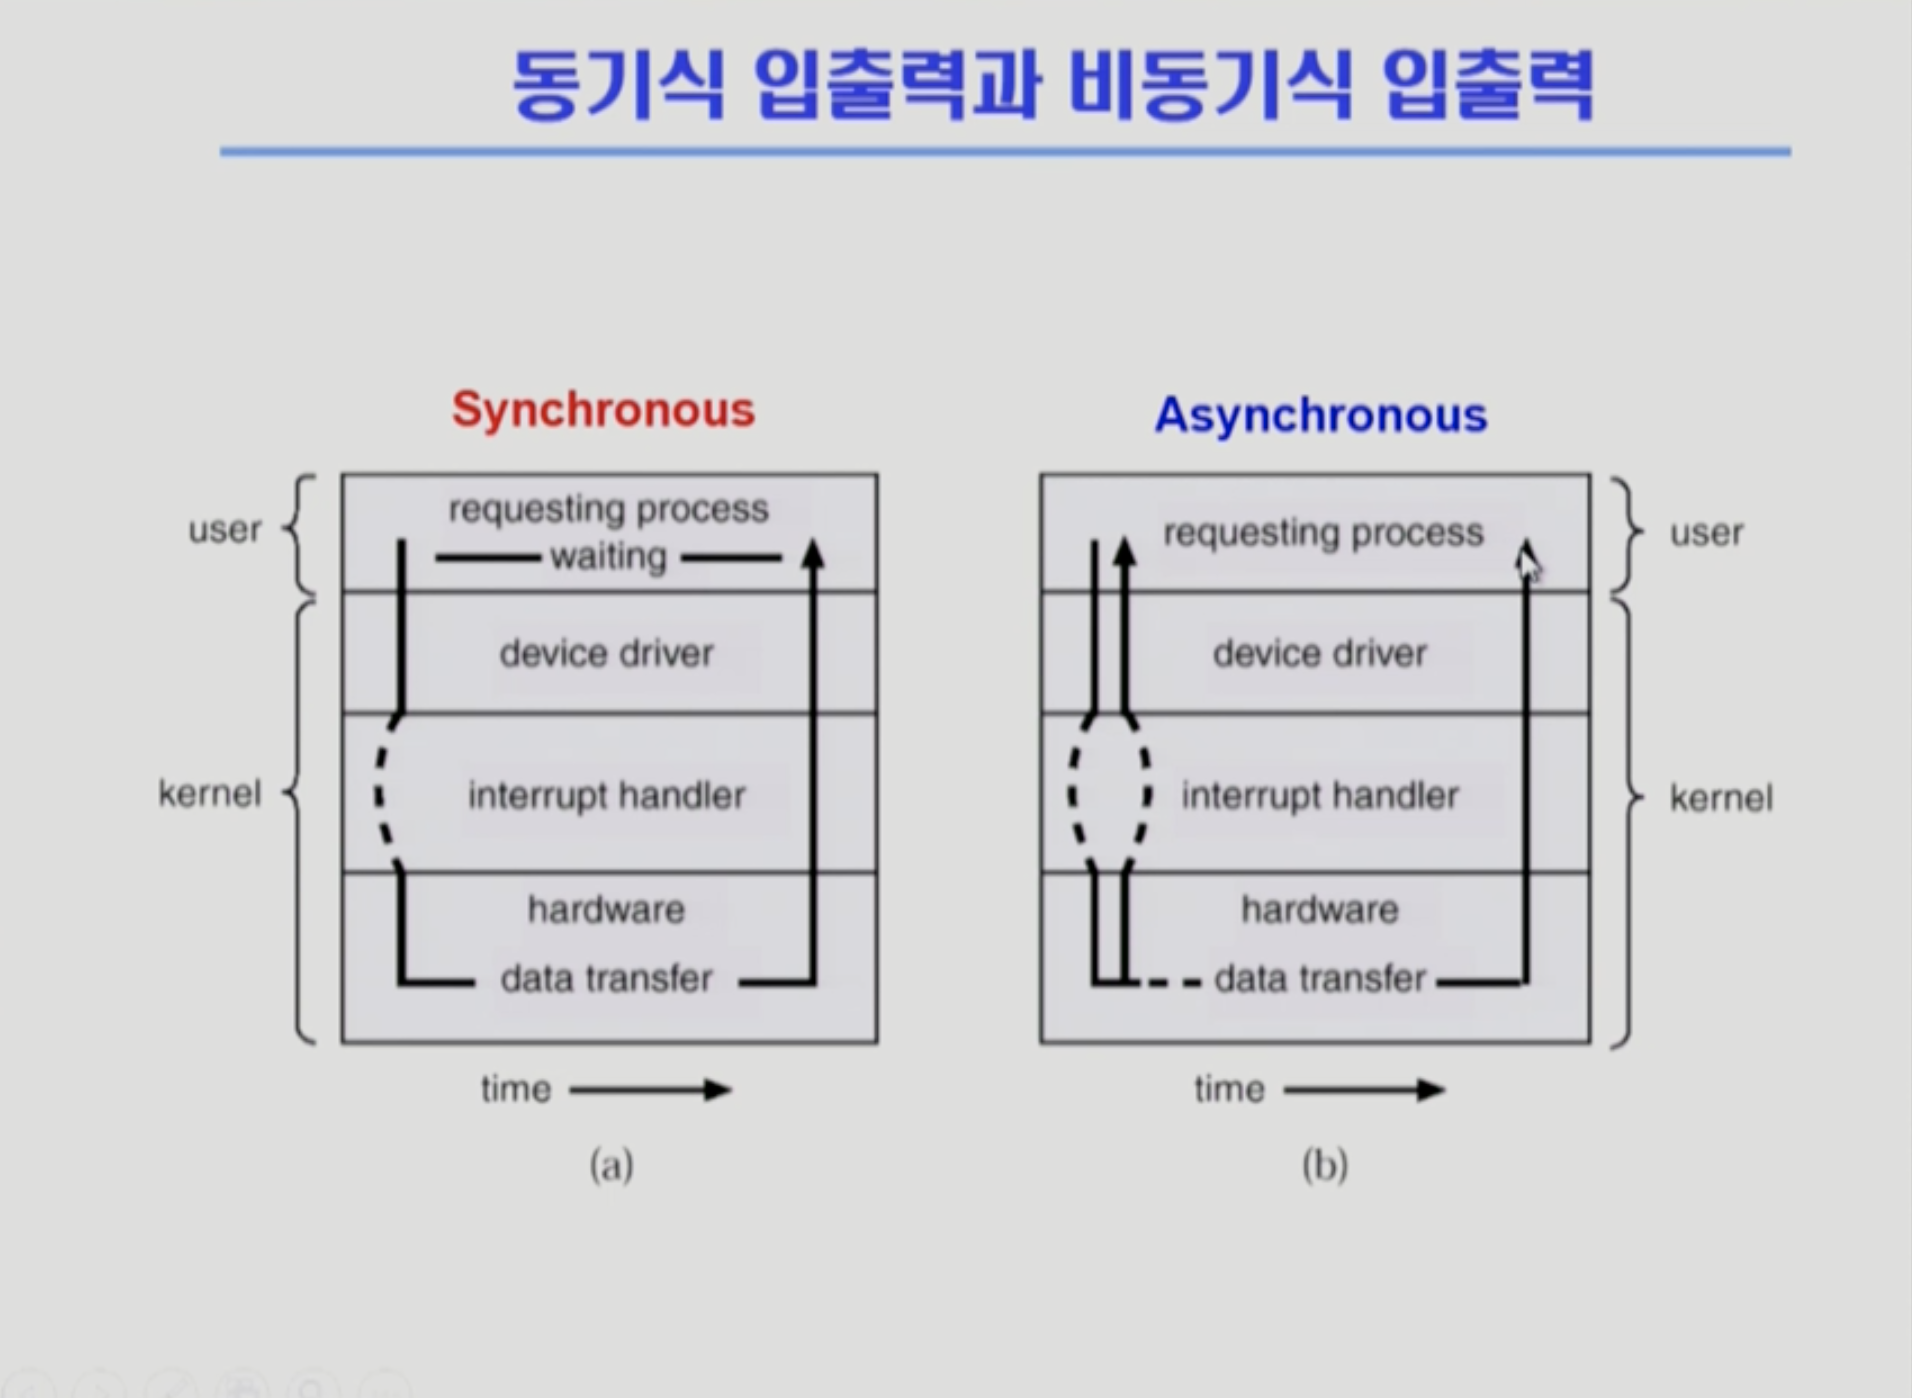 동기식 입출력과 비동기식 입출력
Synchronous
user
kernel
requesting process
waiting
device driver
interrupt handler
hardware
data transfer
time
(a)
Asynchronous
requesting process
device driver
interrupt handler
hardware
data transfer
user
kernel
time
(b)